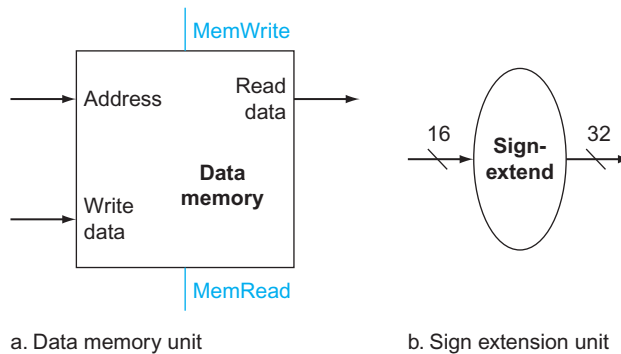 MemWrite
Address
Read
data
Data
memory
Write
data
MemRead
a. Data memory unit
16
Sign-
extend
32
b. Sign extension unit